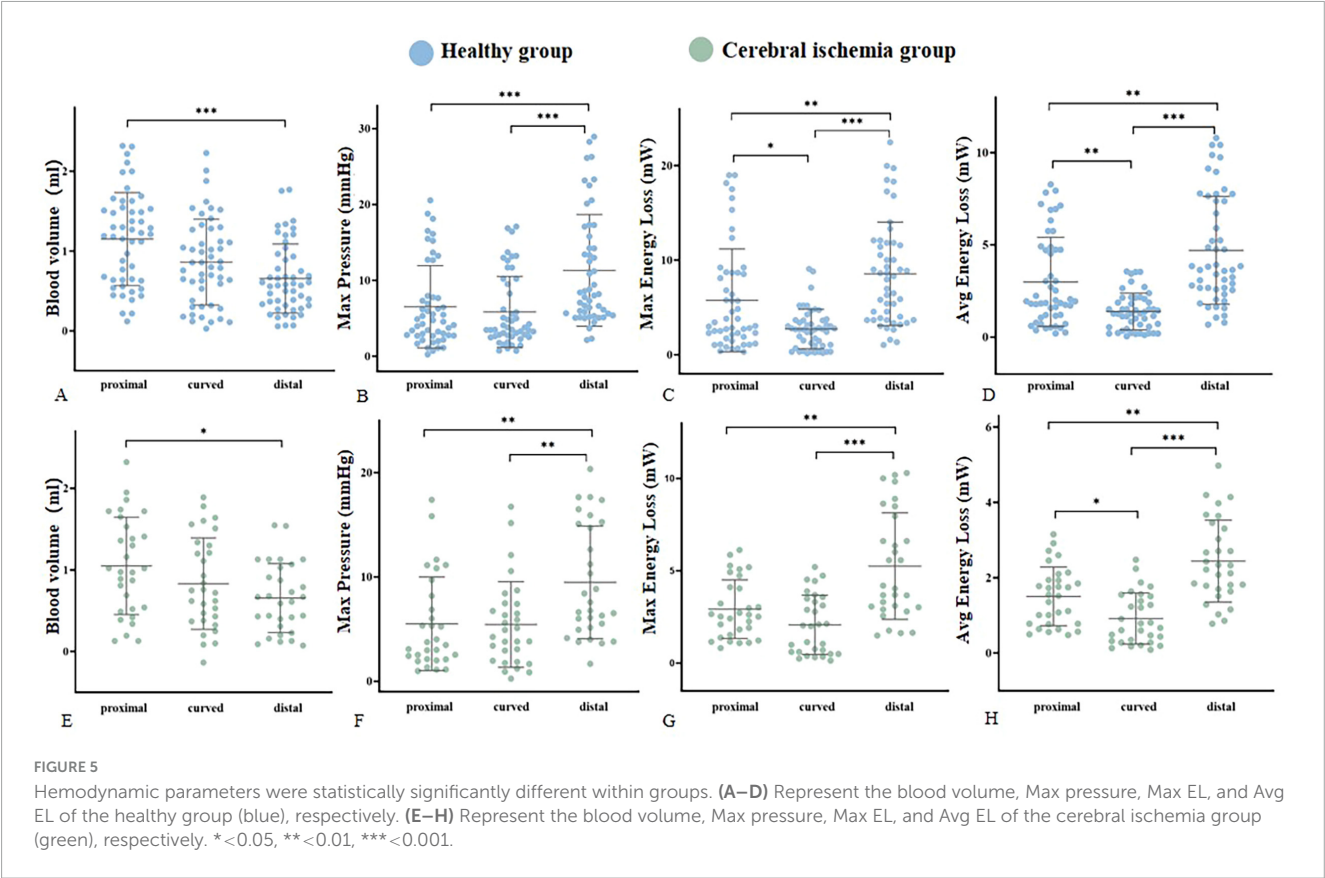 Healthy group
Cerebral ischemia group
***
Blood volume (ml)
2
1
0
proximal curved distal
A
***
***
Max Pressure (mmHg)
30
20
10
0
proximal curved distal
B
**
***
*
Max Energy Loss (mW)
20
10
0
proximal curved distal
C
**
***
**
Avg Energy Loss (mW)
10
5
0
proximal curved distal
D
*
Blood volume (ml)
2
1
0
proximal curved distal
E
**
**
Max Pressure (mmHg)
20
10
0
proximal curved distal
F
**
***
Max Energy Loss (mW)
10
5
0
proximal curved distal
G
**
***
*
Avg Energy Loss (mW)
6
4
2
0
proximal curved distal
H
FIGURE 5
Hemodynamic parameters were statistically significantly different within groups. (A–D) Represent the blood volume, Max pressure, Max EL, and Avg
EL of the healthy group (blue), respectively. (E–H) Represent the blood volume, Max pressure, Max EL, and Avg EL of the cerebral ischemia group
(green), respectively. *<0.05, **<0.01, ***<0.001.